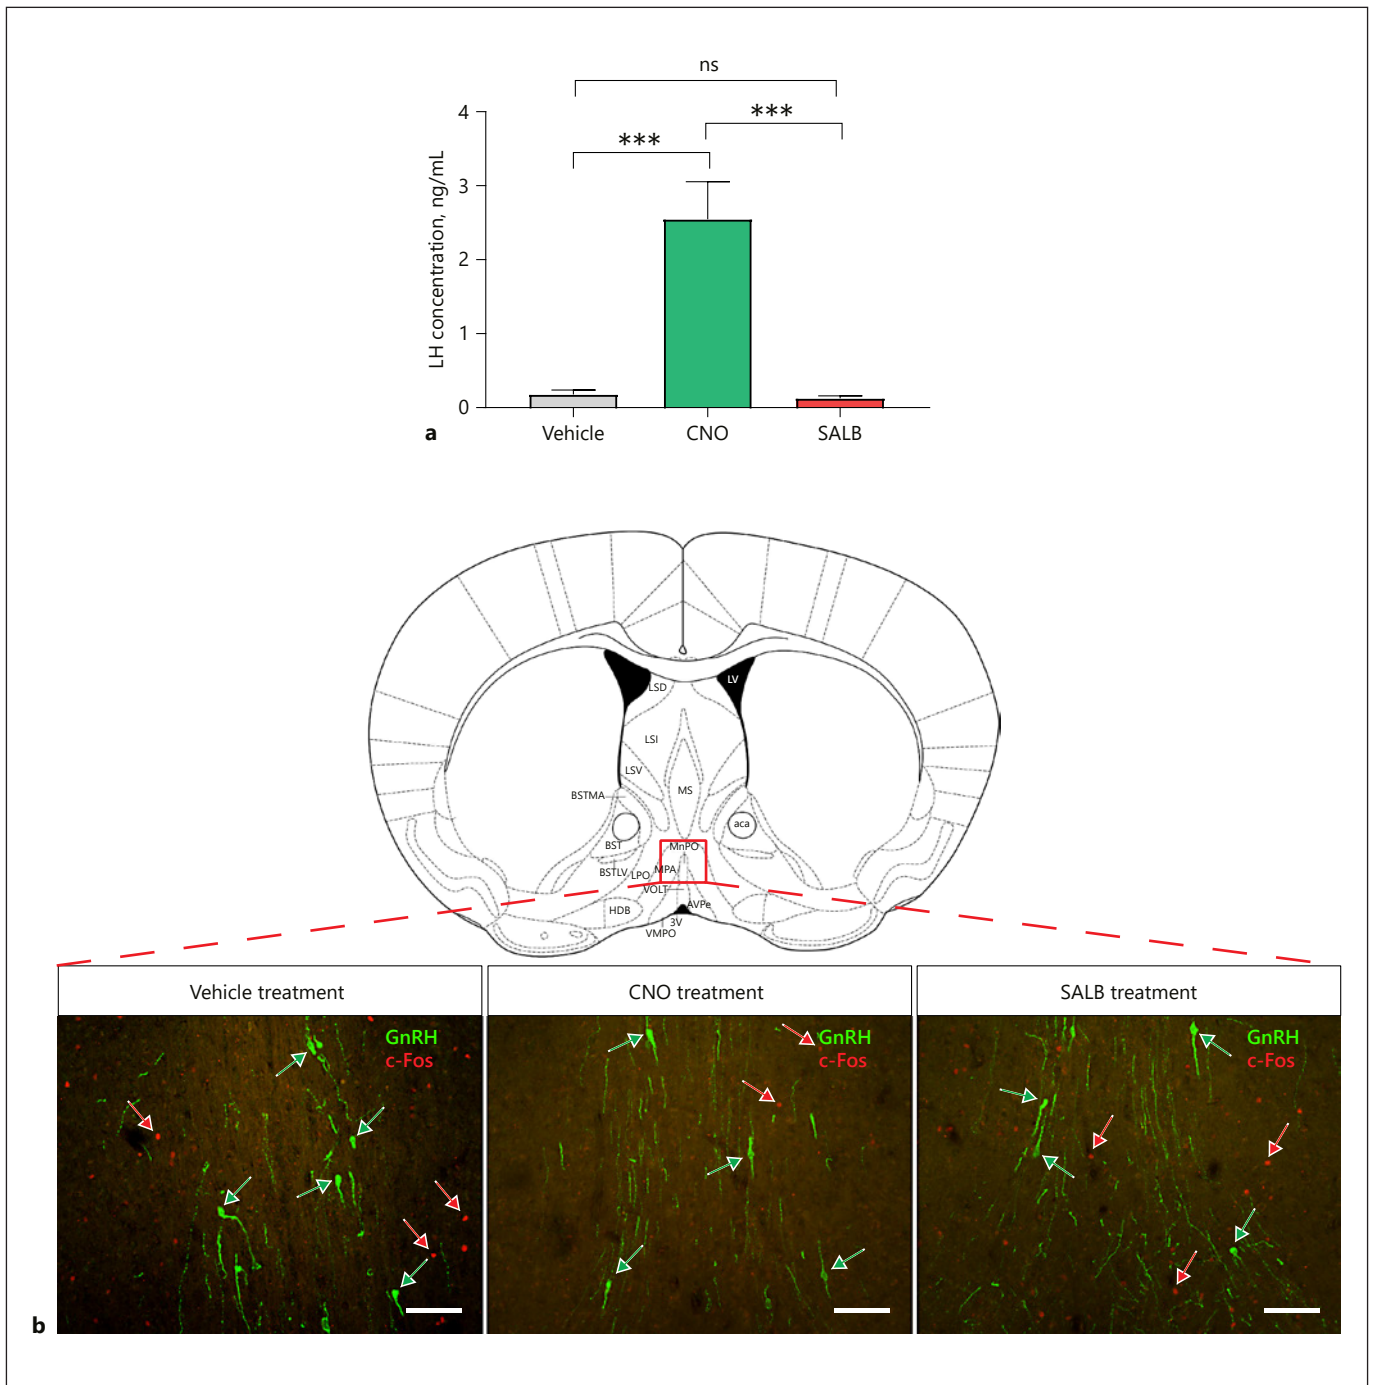 ns
***
***
LH concentration, ng/mL
4
3
2
1
0
Vehicle
CNO
SALB
a
LSD
LV
LSI
LSV
MS
BSTMA
aca
BST
MnPO
BSTLV
LPO
MPA
VOLT
HDB
AVPe
3V
VMPO
Vehicle treatment
CNO treatment
SALB treatment
GnRH
c-Fos
GnRH
c-Fos
GnRH
c-Fos
b